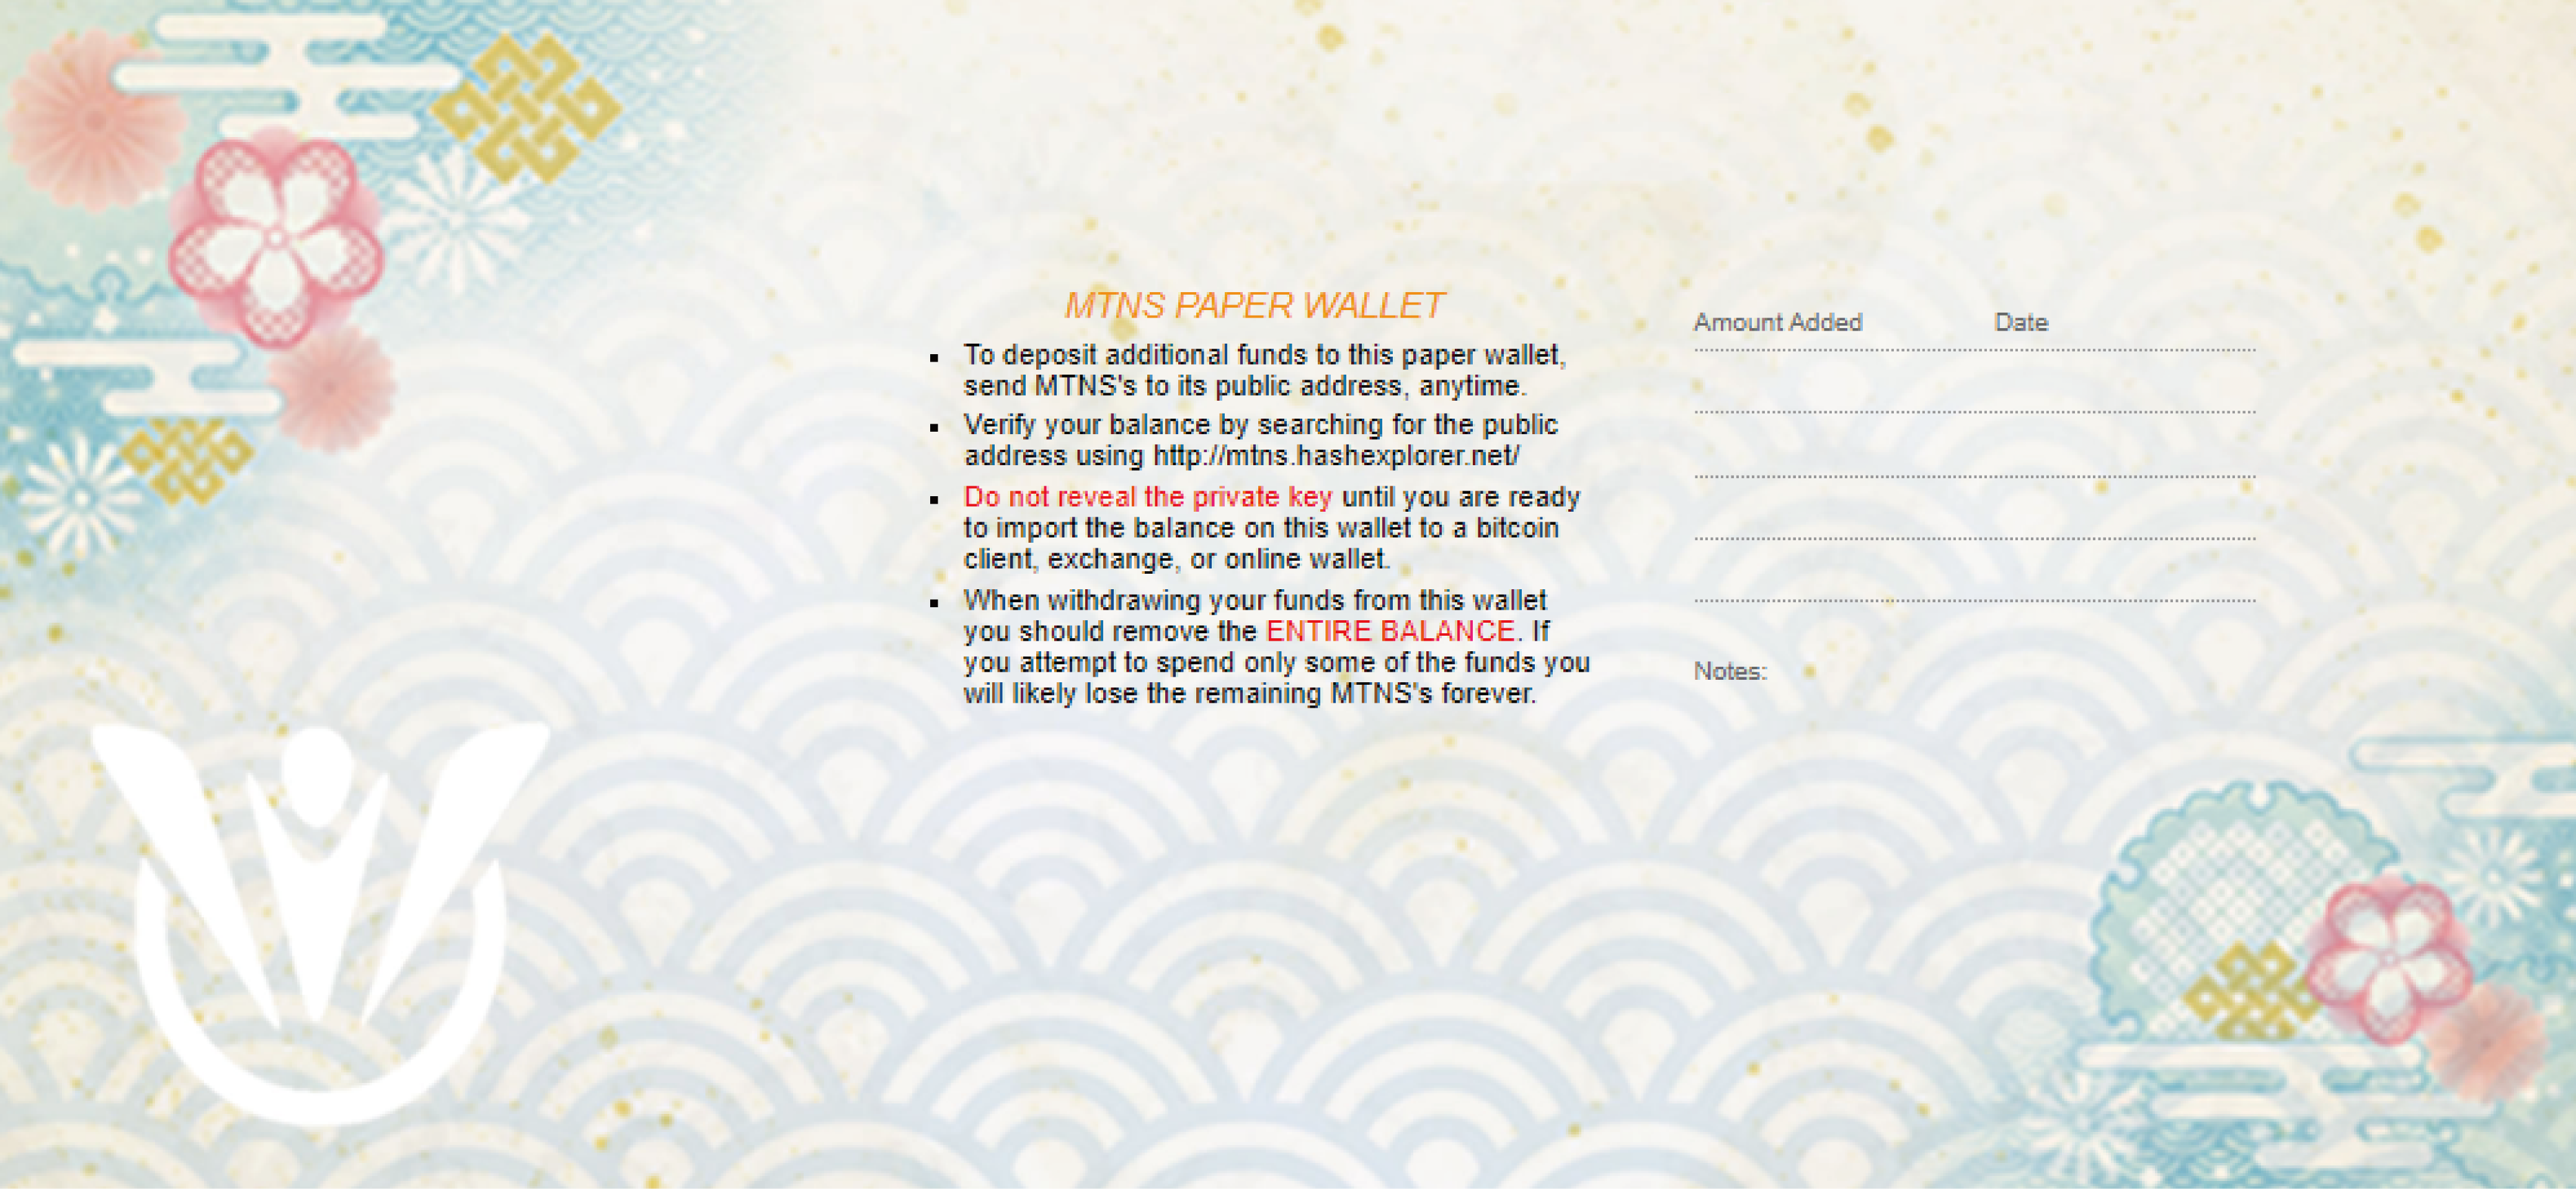 MTNS PAPER WALLET
▪ To deposit additional funds to this paper wallet,
send MTNS's to its public address, anytime.
▪ Verify your balance by searching for the public
address using http://mtns.hashexplorer.net/
▪ Do not reveal the private key until you are ready
to import the balance on this wallet to a bitcoin
client, exchange, or online wallet.
▪ When withdrawing your funds from this wallet
you should remove the ENTIRE BALANCE. If
you attempt to spend only some of the funds you
will likely lose the remaining MTNS's forever.
Amount Added Date
Notes: